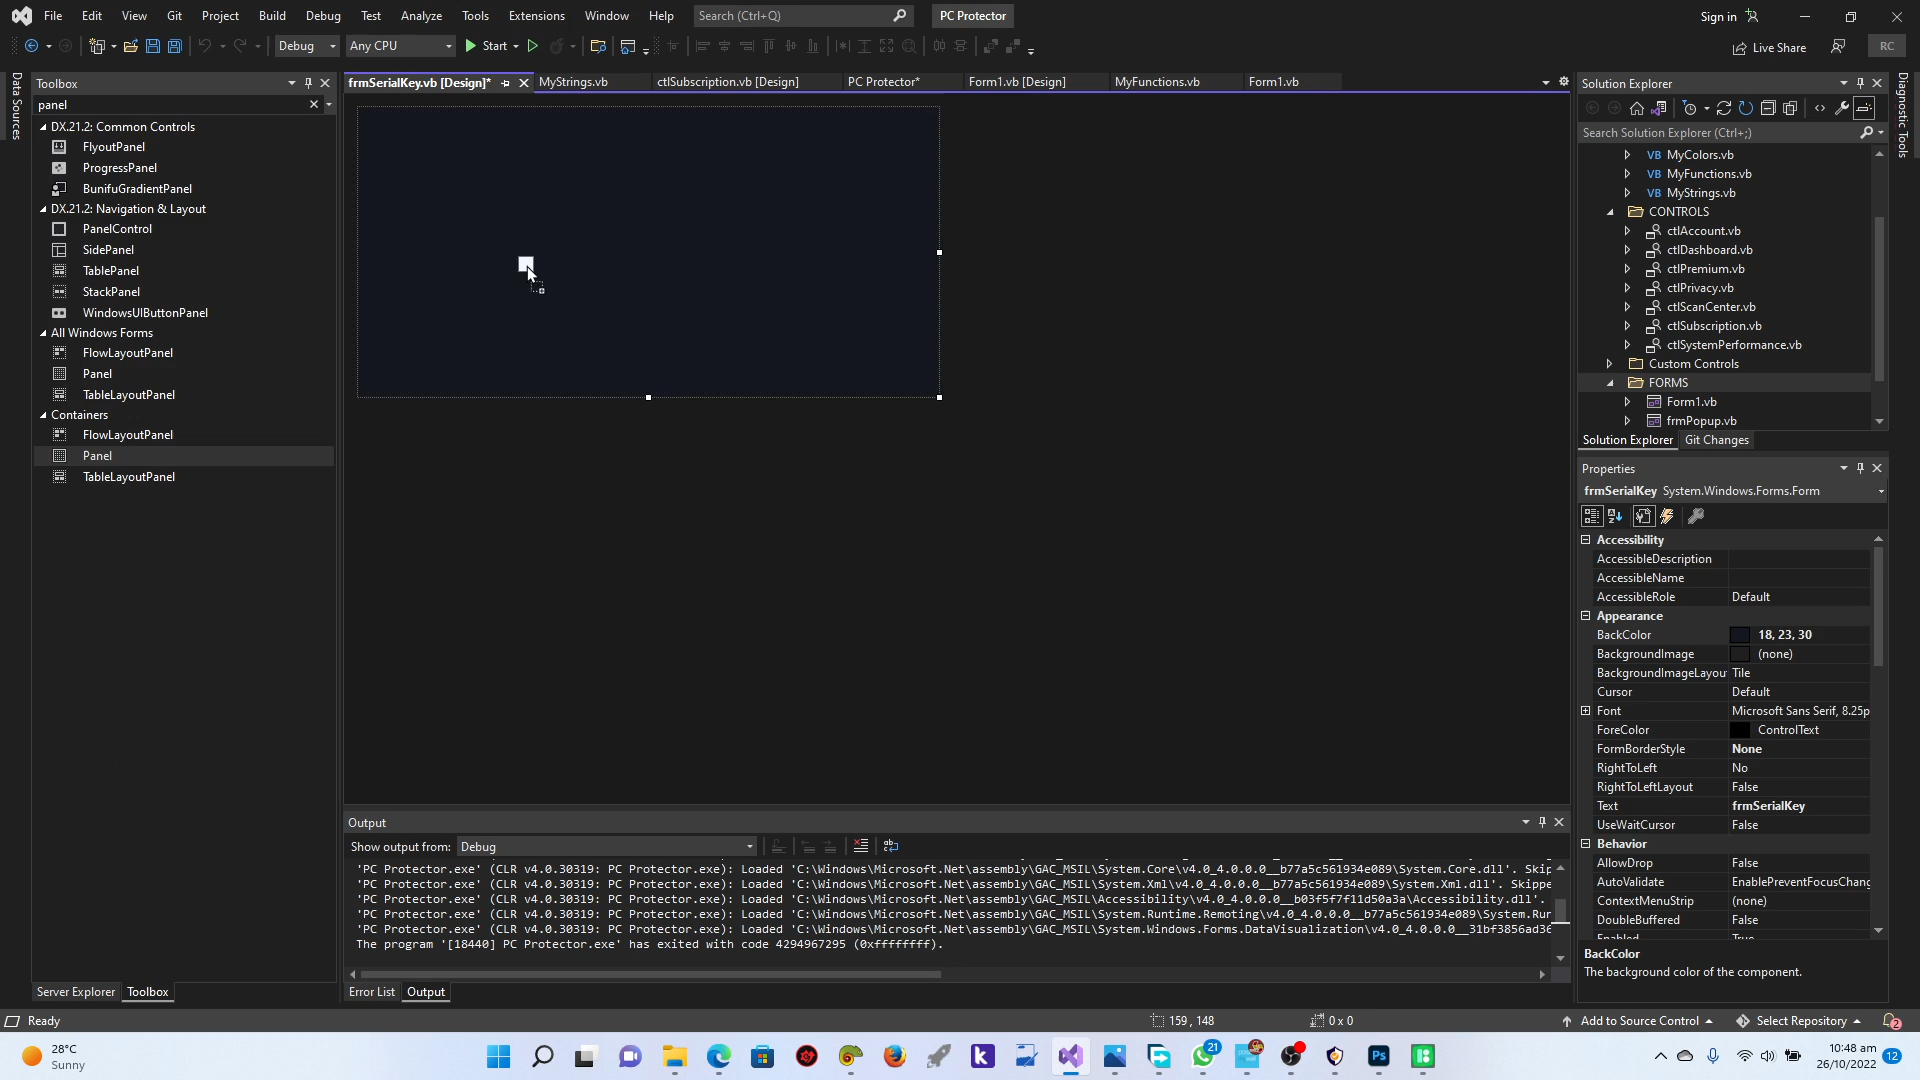 File Edit View Git Project Build Debug Test Analyze Tools Extensions Window Help Search (Ctrl+Q) PC Protector Sign in
Debug Any CPU Start Live Share RC
Data Sources
Toolbox
panel
DX.21.2: Common Controls
FlyoutPanel
ProgressPanel
BunifuGradientPanel
DX.21.2: Navigation & Layout
PanelControl
SidePanel
TablePanel
StackPanel
WindowsUIButtonPanel
All Windows Forms
FlowLayoutPanel
Panel
TableLayoutPanel
Containers
FlowLayoutPanel
Panel
TableLayoutPanel
Server Explorer Toolbox
frmSerialKey.vb [Design]* MyStrings.vb ctlSubscription.vb [Design] PC Protector* Form1.vb [Design] MyFunctions.vb Form1.vb
Output
Show output from: Debug
'PC Protector.exe' (CLR v4.0.30319: PC Protector.exe): Loaded 'C:\Windows\Microsoft.Net\assembly\GAC_MSIL\System.Core\v4.0_4.0.0.0__b77a5c561934e089\System.Core.dll'. Skip
'PC Protector.exe' (CLR v4.0.30319: PC Protector.exe): Loaded 'C:\Windows\Microsoft.Net\assembly\GAC_MSIL\System.Xml\v4.0_4.0.0.0__b77a5c561934e089\System.Xml.dll'. Skippe
'PC Protector.exe' (CLR v4.0.30319: PC Protector.exe): Loaded 'C:\Windows\Microsoft.Net\assembly\GAC_MSIL\Accessibility\v4.0_4.0.0.0__b03f5f7f11d50a3a\Accessibility.dll'.
'PC Protector.exe' (CLR v4.0.30319: PC Protector.exe): Loaded 'C:\Windows\Microsoft.Net\assembly\GAC_MSIL\System.Runtime.Remoting\v4.0_4.0.0.0__b77a5c561934e089\System.Run
'PC Protector.exe' (CLR v4.0.30319: PC Protector.exe): Loaded 'C:\Windows\Microsoft.Net\assembly\GAC_MSIL\System.Windows.Forms.DataVisualization\v4.0_4.0.0.0__31bf3856ad36
The program '[18440] PC Protector.exe' has exited with code 4294967295 (0xffffffff).
Error List Output
Solution Explorer
Search Solution Explorer (Ctrl+;)
VB MyColors.vb
VB MyFunctions.vb
VB MyStrings.vb
CONTROLS
ctlAccount.vb
ctlDashboard.vb
ctlPremium.vb
ctlPrivacy.vb
ctlScanCenter.vb
ctlSubscription.vb
ctlSystemPerformance.vb
Custom Controls
FORMS
Form1.vb
frmPopup.vb
Solution Explorer Git Changes
Diagnostic Tools
Properties
frmSerialKey System.Windows.Forms.Form
Accessibility
AccessibleDescription
AccessibleName
AccessibleRole Default
Appearance
BackColor 18, 23, 30
BackgroundImage (none)
BackgroundImageLayou Tile
Cursor Default
Font Microsoft Sans Serif, 8.25p
ForeColor ControlText
FormBorderStyle None
RightToLeft No
RightToLeftLayout False
Text frmSerialKey
UseWaitCursor False
Behavior
AllowDrop False
AutoValidate EnablePreventFocusChang
ContextMenuStrip (none)
DoubleBuffered False
BackColor
The background color of the component.
Ready 159 , 148 0 x 0 Add to Source Control Select Repository 2
28°C
Sunny
21
Ps
10:48 am
26/10/2022
12